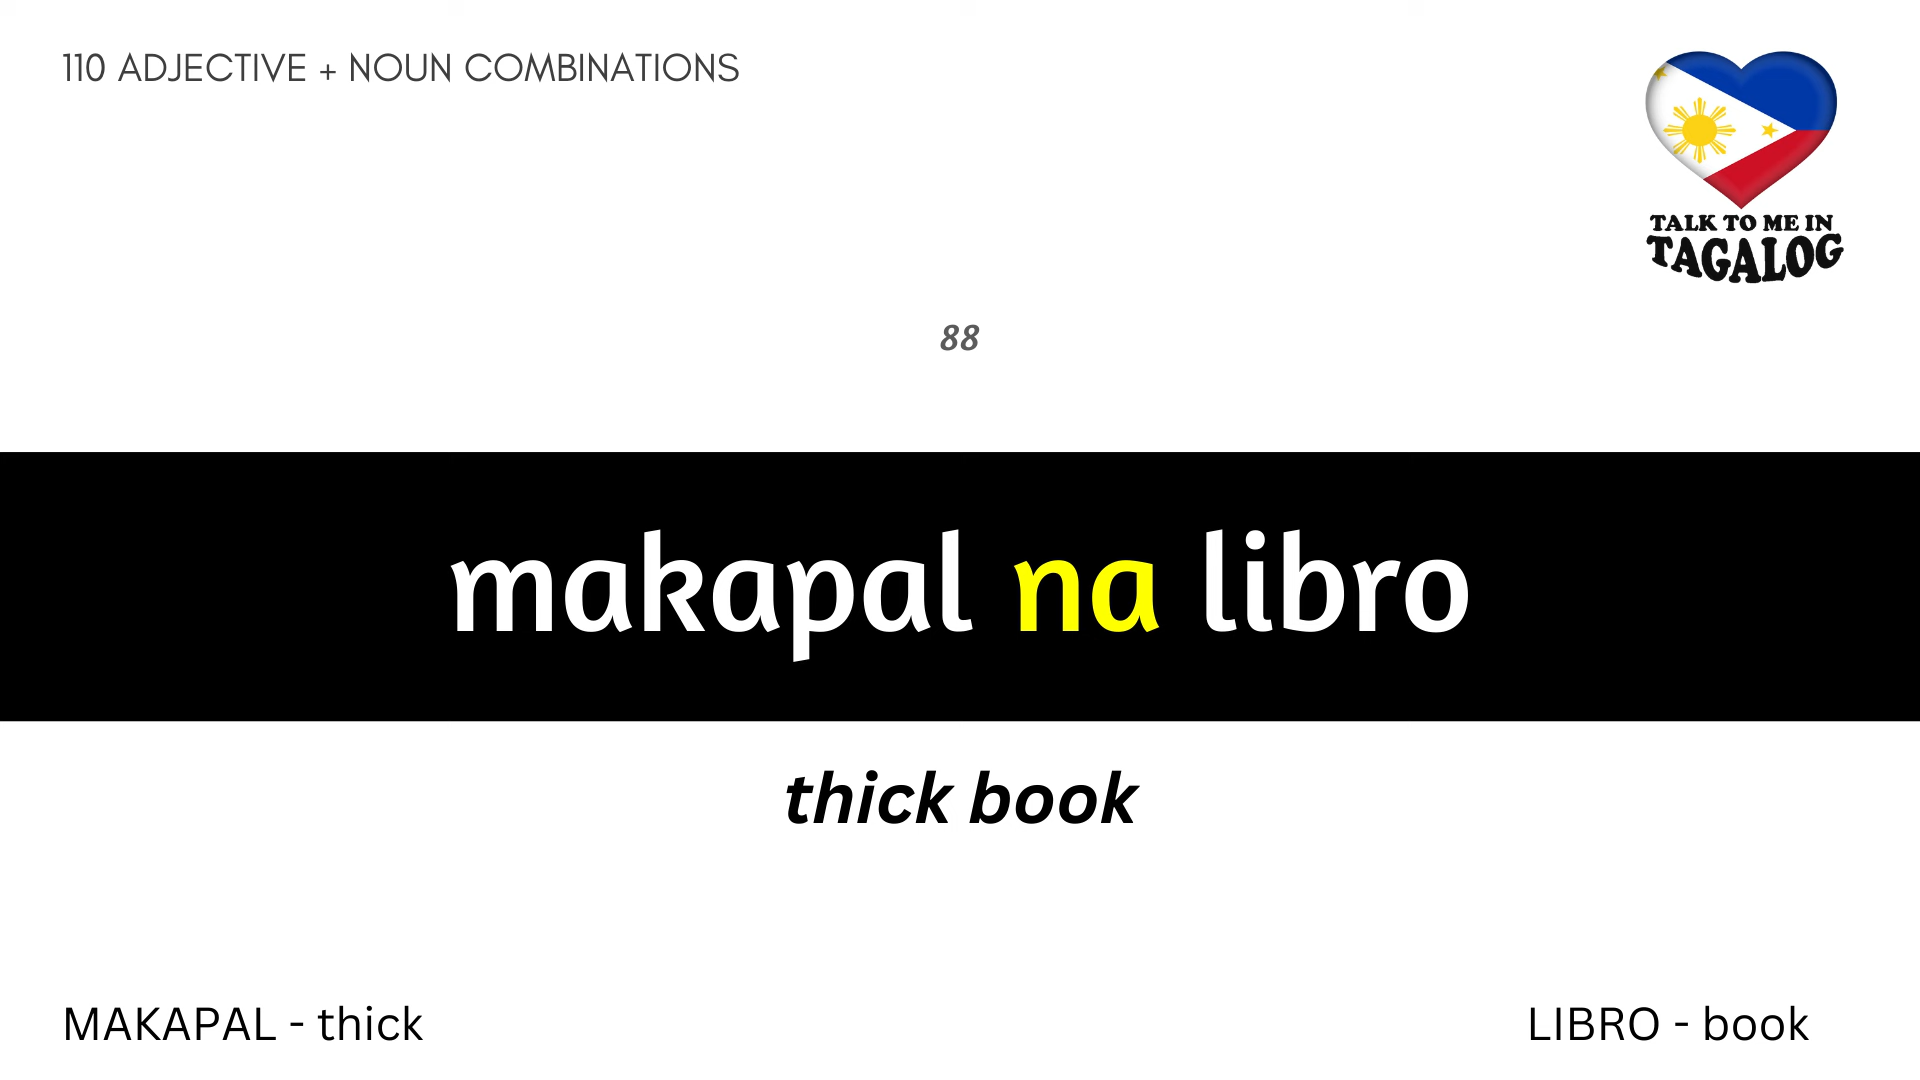 110 ADJECTIVE + NOUN COMBINATIONS
TALK TO ME IN
TAGALOG
88
makapal na libro
thick book
MAKAPAL - thick
LIBRO - book